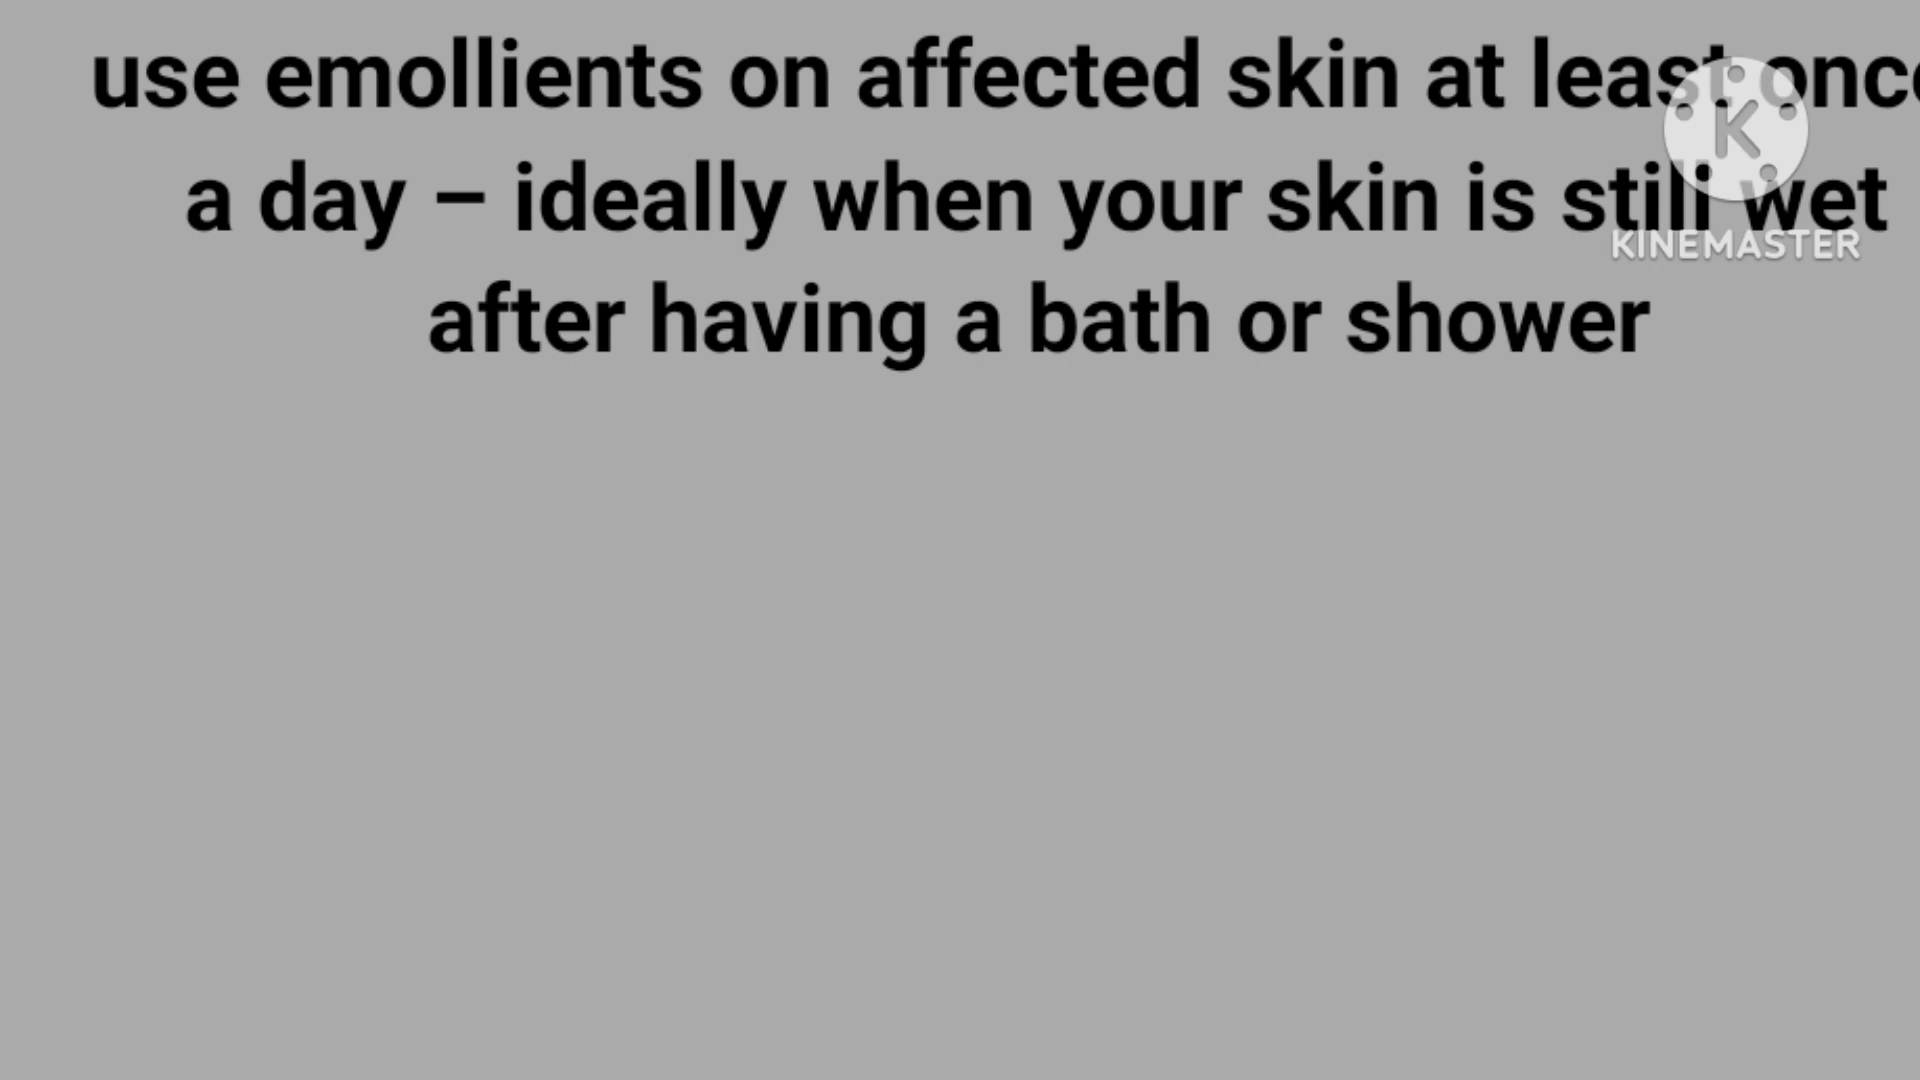 use emollients on affected skin at least once
a day – ideally when your skin is still wet
after having a bath or shower
K
KINEMASTER